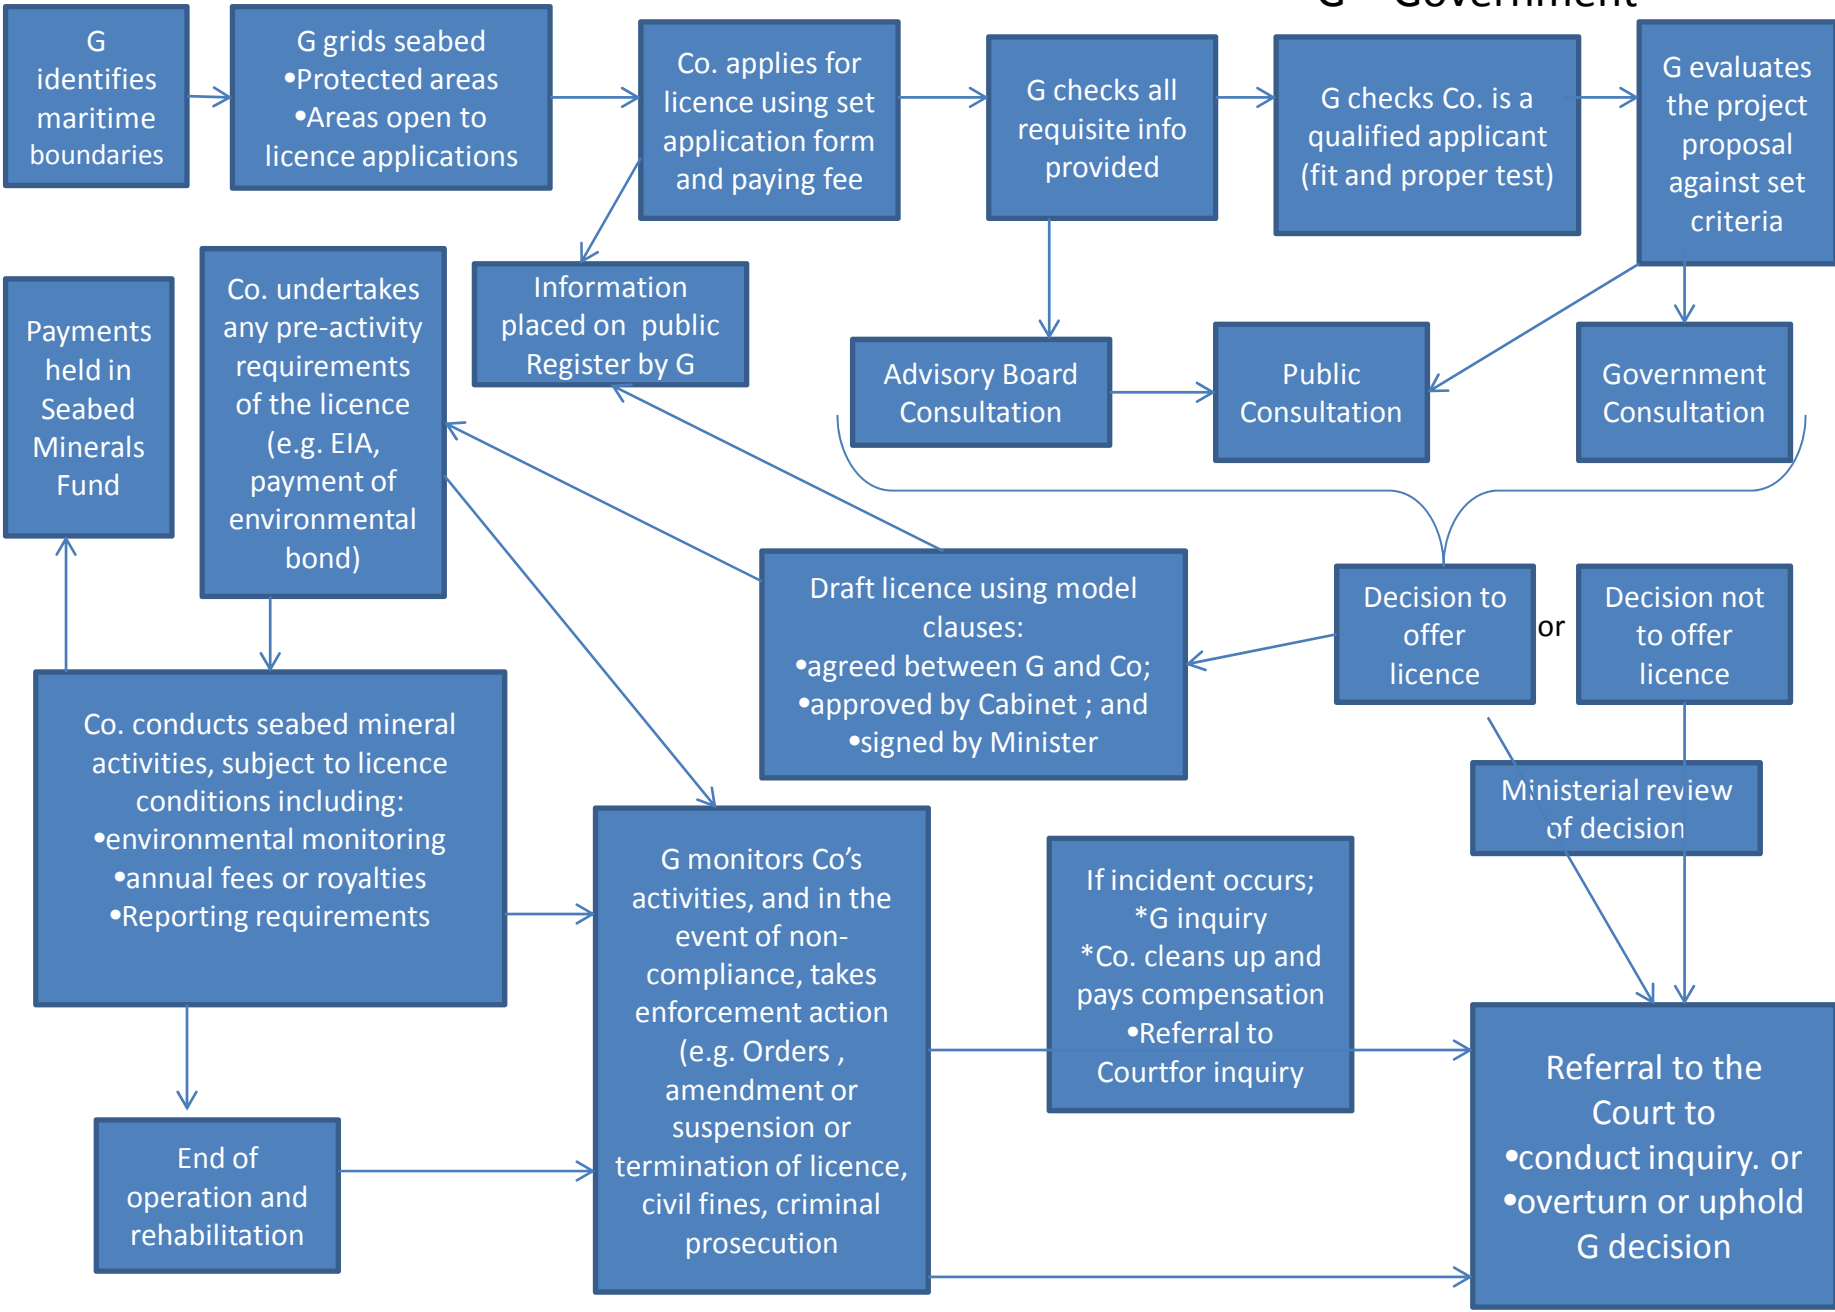 G = Government
G
identifies
maritime
boundaries
G grids seabed
•Protected areas
•Areas open to
licence applications
Co. applies for
licence using set
application form
and paying fee
G checks all
requisite info
provided
G checks Co. is a
qualified applicant
(fit and proper test)
G evaluates
the project
proposal
against set
criteria
Payments
held in
Seabed
Minerals
Fund
Co. undertakes
any pre-activity
requirements
of the licence
(e.g. EIA,
payment of
environmental
bond)
Information
placed on public
Register by G
Advisory Board
Consultation
Public
Consultation
Government
Consultation
Draft licence using model
clauses:
•agreed between G and Co;
•approved by Cabinet ; and
•signed by Minister
Decision to
offer
licence
or
Decision not
to offer
licence
Ministerial review
of decision
Co. conducts seabed mineral
activities, subject to licence
conditions including:
•environmental monitoring
•annual fees or royalties
•Reporting requirements
G monitors Co's
activities, and in the
event of non-
compliance, takes
enforcement action
(e.g. Orders ,
amendment or
suspension or
termination of licence,
civil fines, criminal
prosecution
If incident occurs;
*G inquiry
*Co. cleans up and
pays compensation
•Referral to
Courtfor inquiry
Referral to the
Court to
•conduct inquiry. or
•overturn or uphold
G decision
End of
operation and
rehabilitation